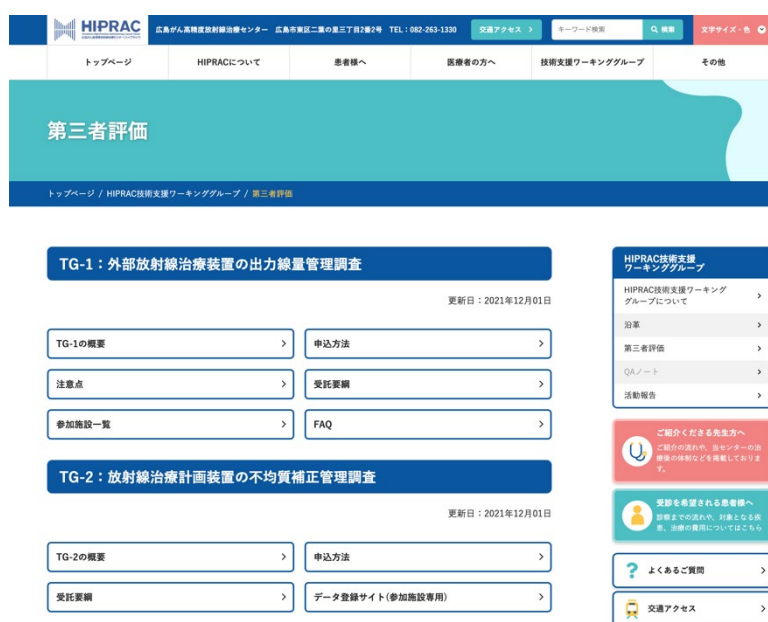 HIPRAC
広島がん高精度放射線治療センター 広島市東区二葉の里三丁目2番2号 TEL：082-263-1330
交通アクセス
キーワード検索
検索
文字サイズ・色
トップページ
HIPRACについて
患者様へ
医療者の方へ
技術支援ワーキンググループ
その他
第三者評価
トップページ / HIPRAC技術支援ワーキンググループ / 第三者評価
TG-1：外部放射線治療装置の出力線量管理調査
更新日：2021年12月01日
TG-1の概要
申込方法
注意点
受託要綱
参加施設一覧
FAQ
TG-2：放射線治療計画装置の不均質補正管理調査
更新日：2021年12月01日
TG-2の概要
申込方法
受託要綱
データ登録サイト(参加施設専用)
HIPRAC技術支援
ワーキンググループ
HIPRAC技術支援ワーキング
グループについて
沿革
第三者評価
QAノート
活動報告
ご紹介くださる先生方へ
ご紹介の流れや、当センターの治
療後の体制などを掲載しておりま
す。
受診を希望される患者様へ
診察までの流れや、対象となる疾
患、治療の費用についてはこちら
よくあるご質問
交通アクセス